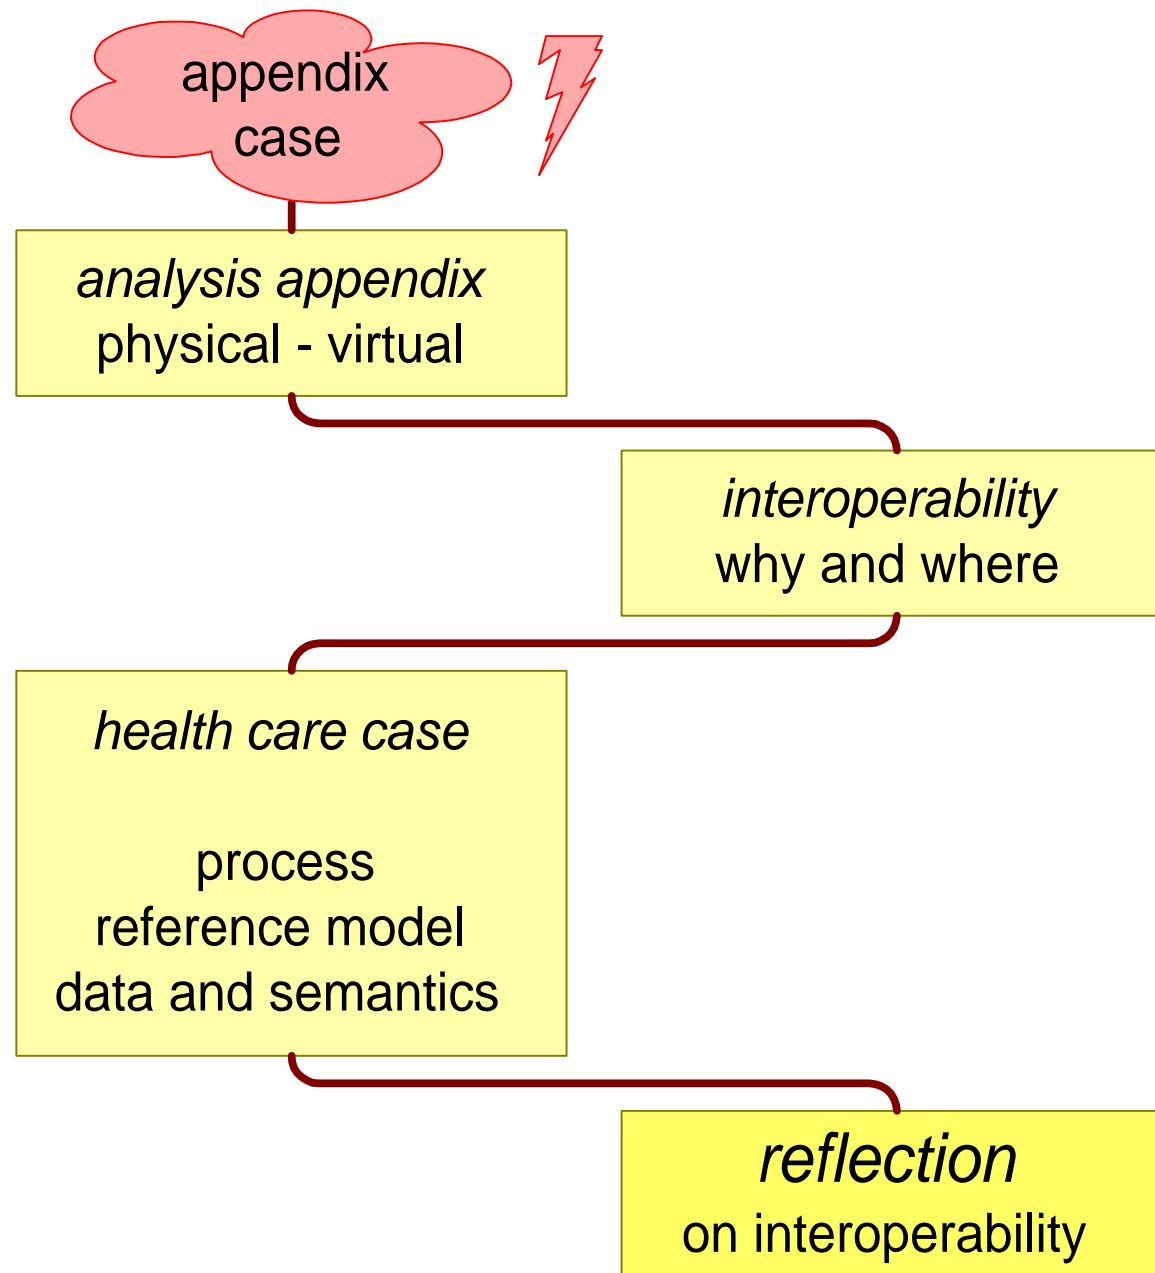 appendix
case
analysis appendix
physical - virtual
interoperability
why and where
health care case
process
reference model
data and semantics
reflection
on interoperability